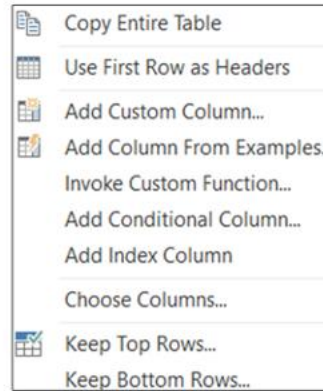 Copy Entire Table
Use First Row as Headers
Add Custom Column...
Add Column From Examples.
Invoke Custom Function...
Add Conditional Column...
Add Index Column
Choose Columns...
Keep Top Rows...
Keep Bottom Rows...